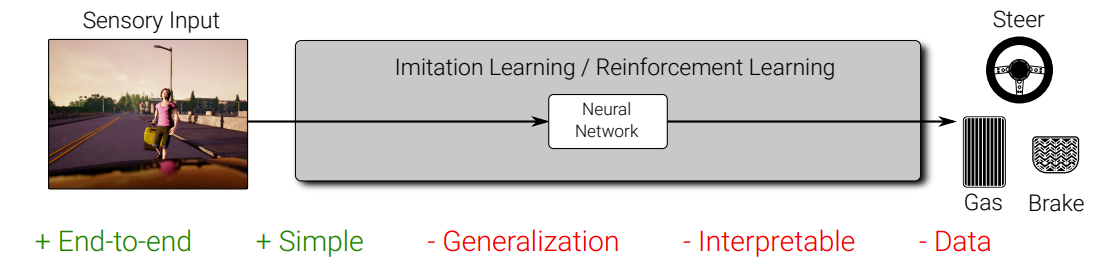 Sensory Input
Steer
Imitation Learning / Reinforcement Learning
Neural
Network
Gas
Brake
+ End-to-end
+ Simple
- Generalization
- Interpretable
- Data